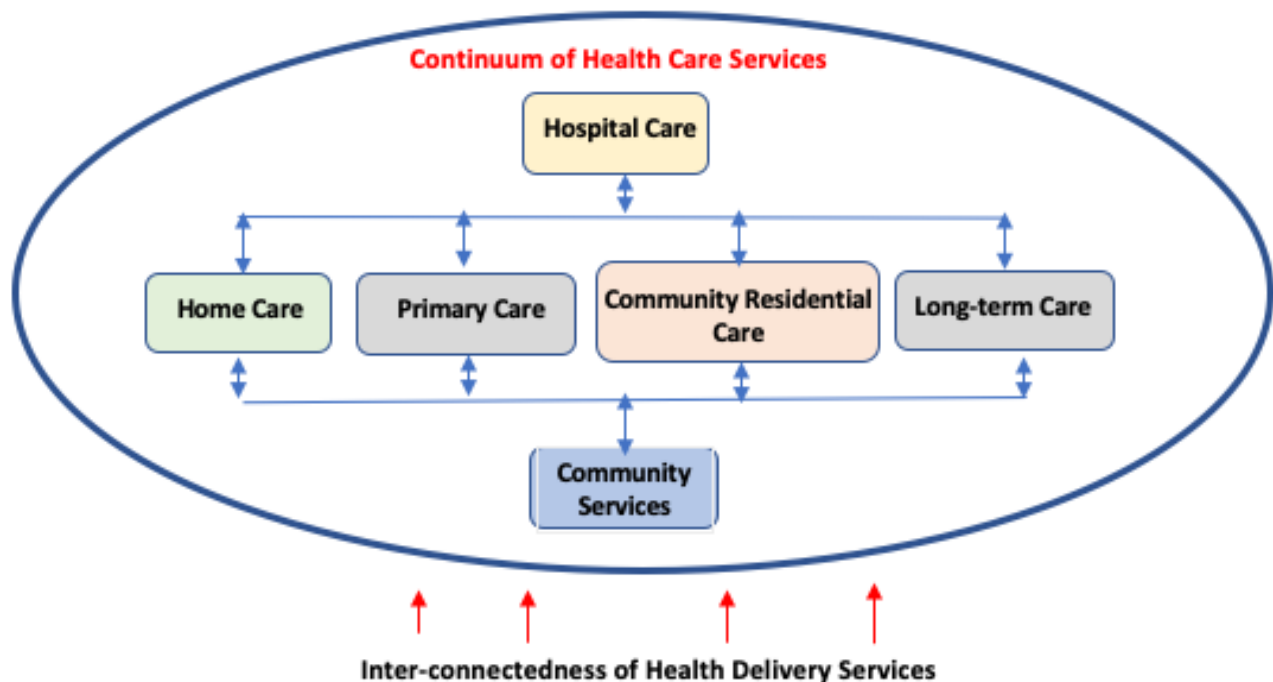 Continuum of Health Care Services
Hospital Care
Home Care
Primary Care
Community Residential
Care
Long-term Care
Community
Services
Inter-connectedness of Health Delivery Services